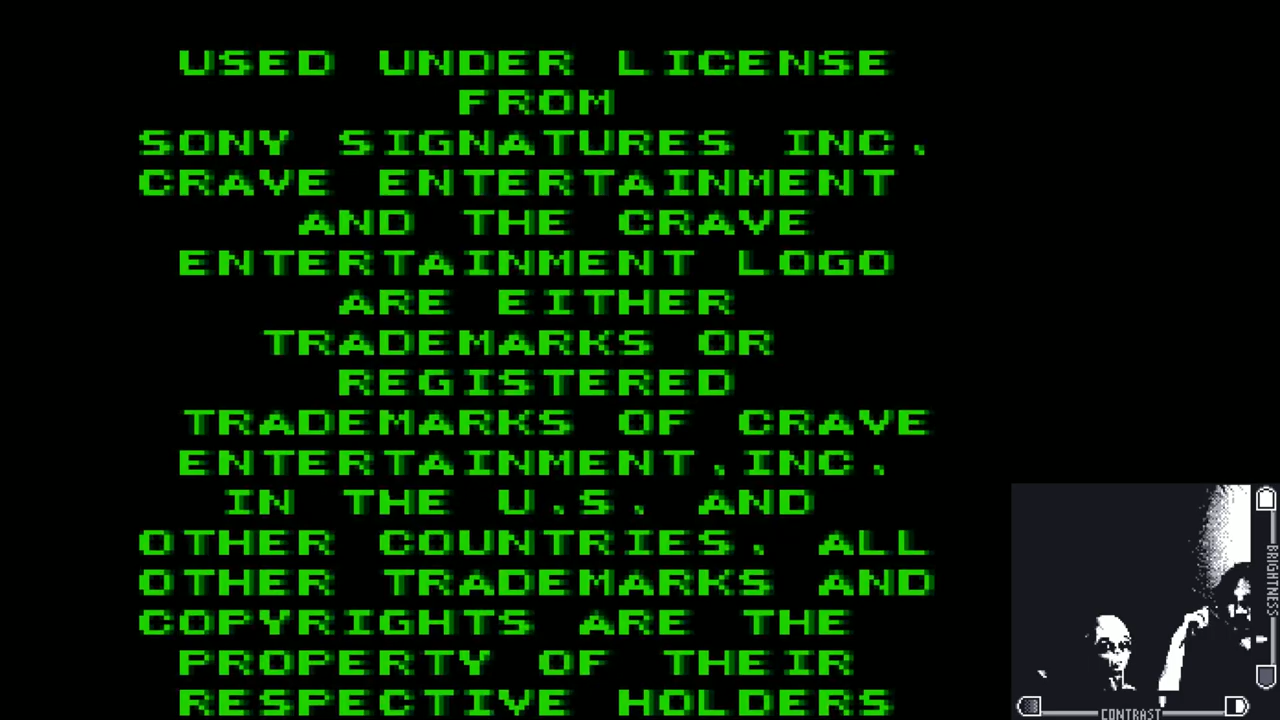 USED UNDER LICENSE
FROM
SONY SIGNATURES INC.
CRAVE ENTERTAINMENT
AND THE CRAVE
ENTERTAINMENT LOGO
ARE EITHER
TRADEMARKS OR
REGISTERED
TRADEMARKS OF CRAVE
ENTERTAINMENT.INC.
IN THE U.S. AND
OTHER COUNTRIES. ALL
OTHER TRADEMARKS AND
COPYRIGHTS ARE THE
PROPERTY OF THEIR
RESPECTIVE HOLDERS
BRIGHTNESS
CONTRAST